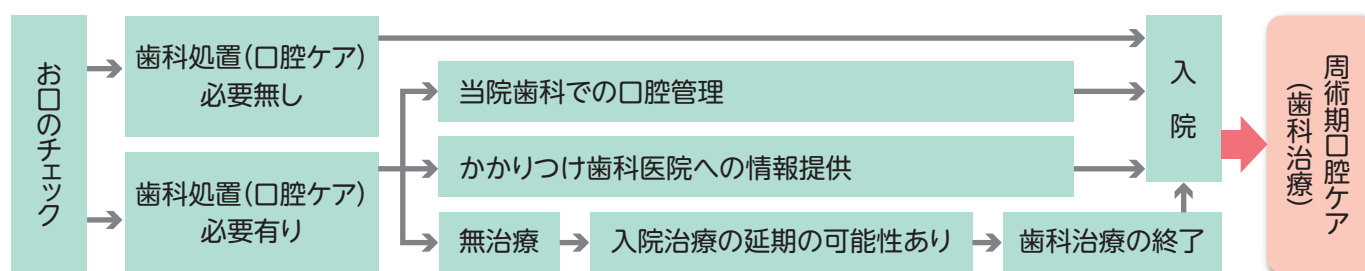 お口のチェック
歯科処置(口腔ケア)
必要無し
歯科処置(口腔ケア)
必要有り
当院歯科での口腔管理
かかりつけ歯科医院への情報提供
無治療
入院治療の延期の可能性あり
歯科治療の終了
入院
周術期口腔ケア
(歯科治療)